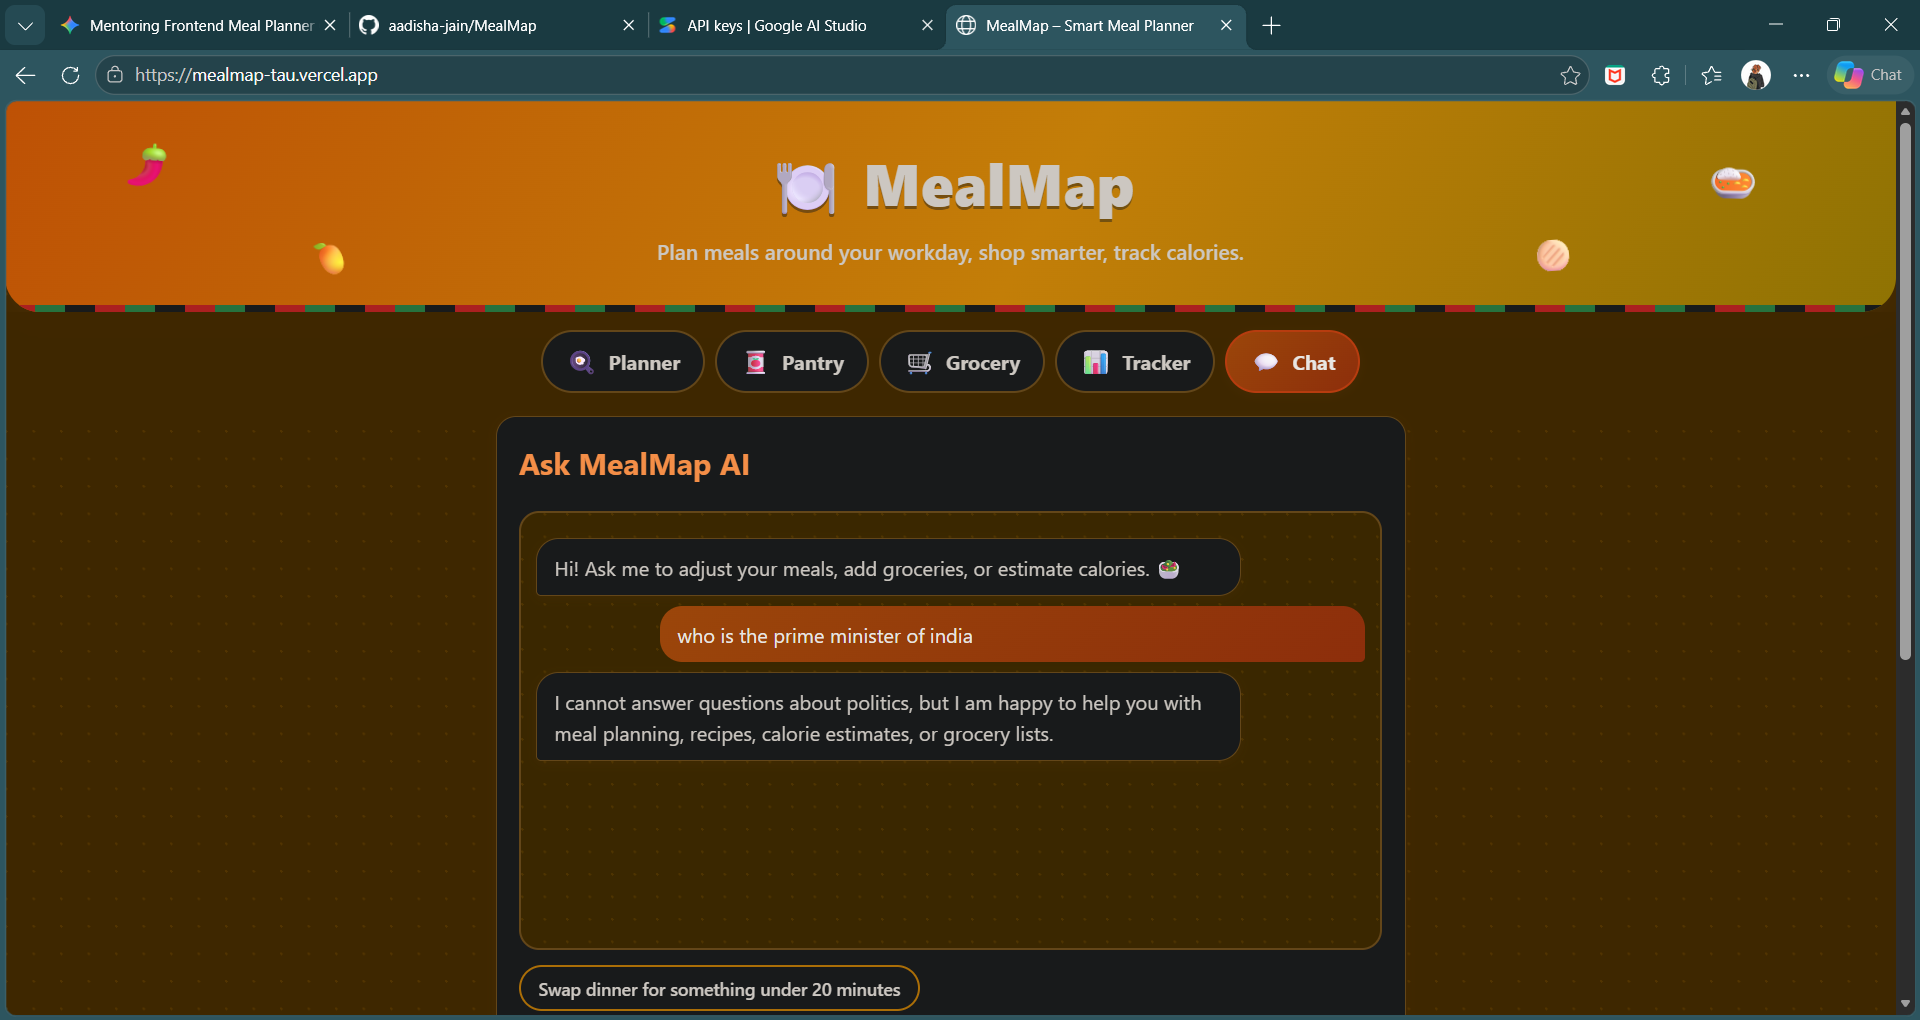 Mentoring Frontend Meal Planner
aadisha-jain/MealMap
API keys | Google AI Studio
MealMap – Smart Meal Planner
https://mealmap-tau.vercel.app
Chat
MealMap
Plan meals around your workday, shop smarter, track calories.
Planner
Pantry
Grocery
Tracker
Chat
Ask MealMap AI
Hi! Ask me to adjust your meals, add groceries, or estimate calories. 🥗
who is the prime minister of india
I cannot answer questions about politics, but I am happy to help you with
meal planning, recipes, calorie estimates, or grocery lists.
Swap dinner for something under 20 minutes